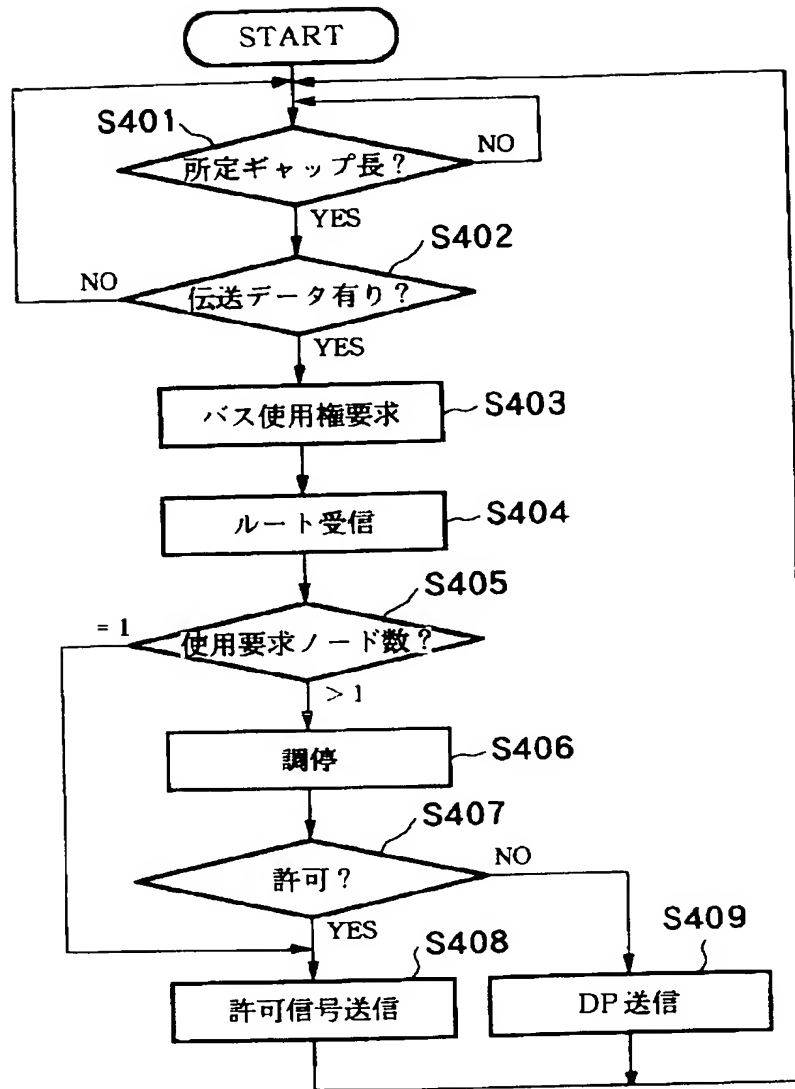 START
S401
所定ギャップ長?
NO
YES
S402
NO
伝送データ有り?
YES
バス使用権要求
S403
ルート受信
S404
S405
= 1
使用要求ノード数?
> 1
調停
S406
S407
許可?
NO
YES
S408
許可信号送信
S409
DP送信